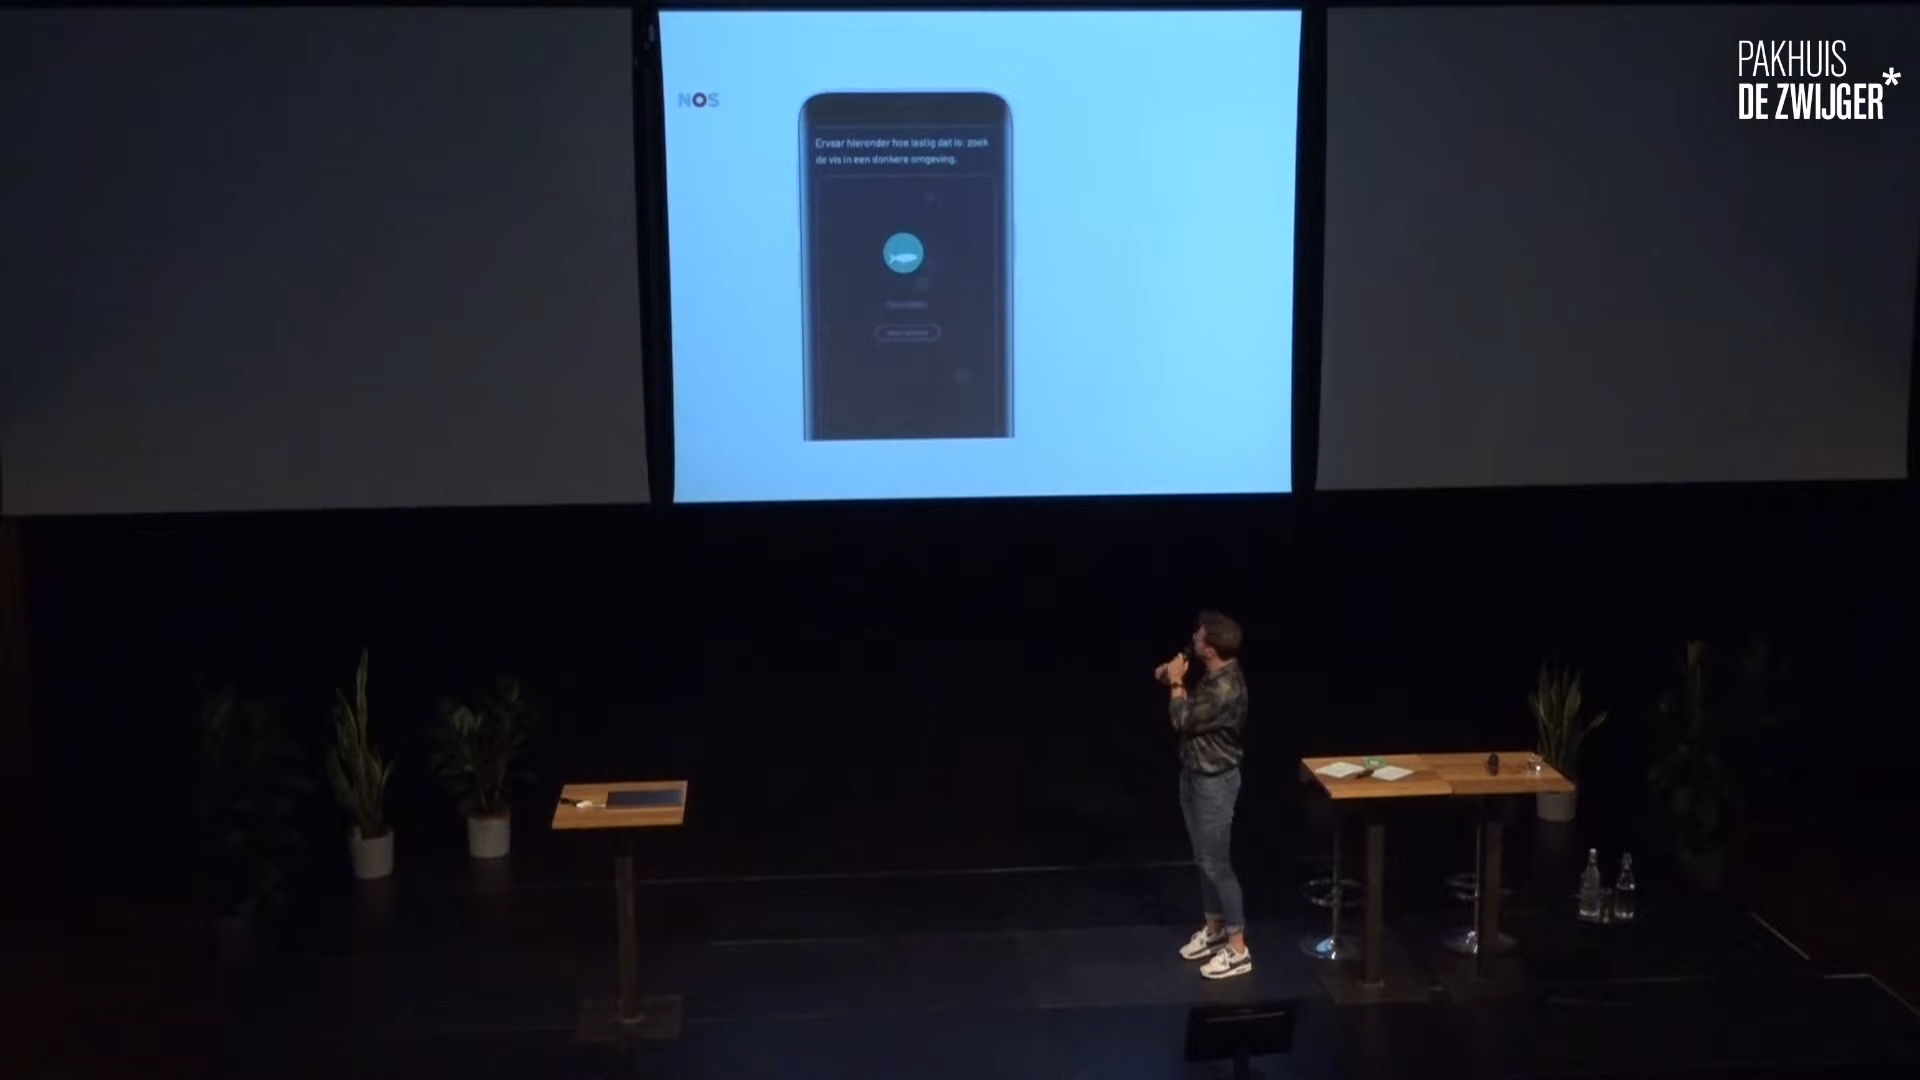 PAKHUIS
DE ZWIJGER*
NOS
Ervaar hieronder hoe lastig dat is: zoek
de vis in een donkere omgeving.